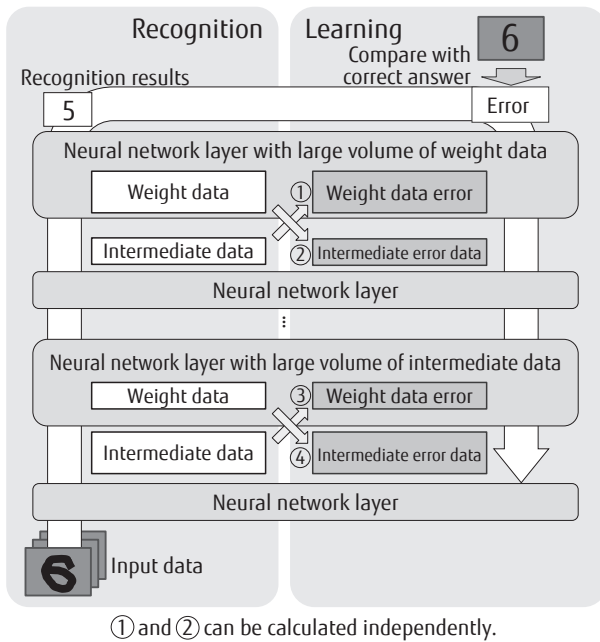 Recognition
Learning
6
Compare with
correct answer
Recognition results
5
Error
Neural network layer with large volume of weight data
Weight data
① Weight data error
Intermediate data
② Intermediate error data
Neural network layer
...
Neural network layer with large volume of intermediate data
Weight data
③ Weight data error
Intermediate data
④ Intermediate error data
Neural network layer
6
Input data
① and ② can be calculated independently.